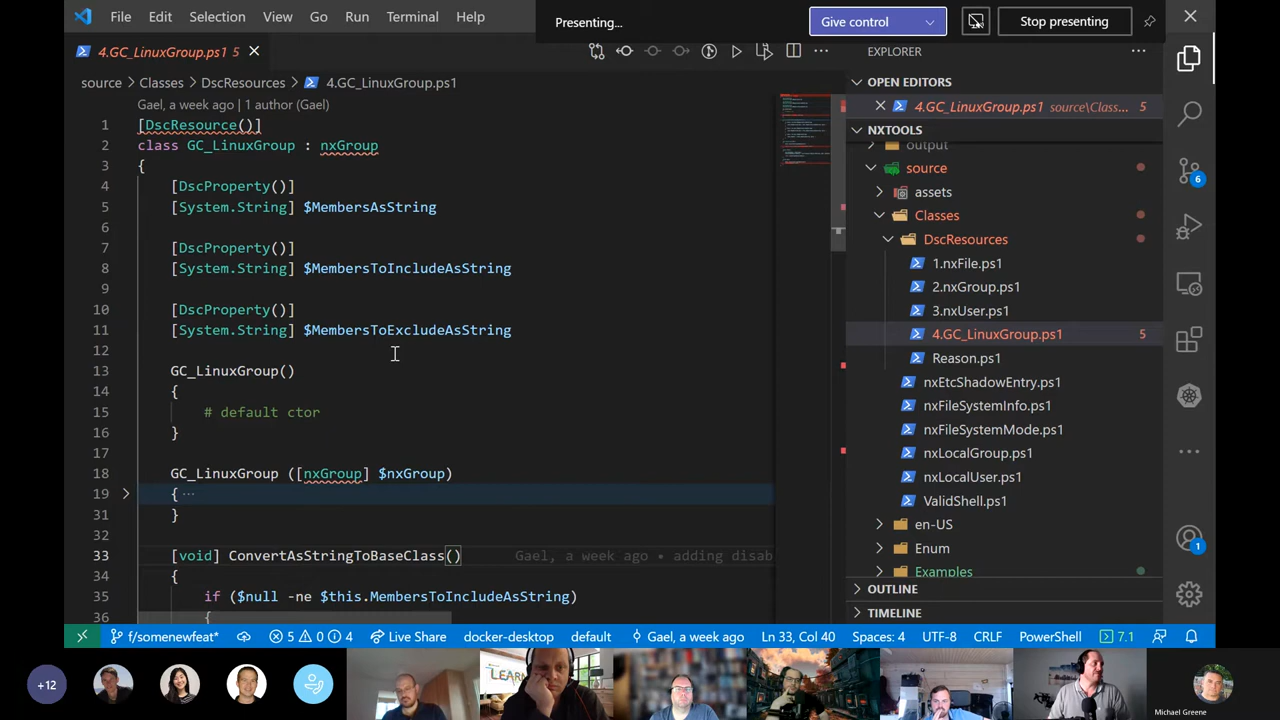 File Edit Selection View Go Run Terminal Help
Presenting...
Give control
Stop presenting
4.GC_LinuxGroup.ps1 5
source > Classes > DscResources > 4.GC_LinuxGroup.ps1
Gael, a week ago | 1 author (Gael)
1 [DscResource()]
2 class GC_LinuxGroup : nxGroup
3 {
4 [DscProperty()]
5 [System.String] $MembersAsString
6
7 [DscProperty()]
8 [System.String] $MembersToIncludeAsString
9
10 [DscProperty()]
11 [System.String] $MembersToExcludeAsString
12
13 GC_LinuxGroup()
14 {
15 # default ctor
16 }
17
18 GC_LinuxGroup ([nxGroup] $nxGroup)
19 { ...
31 }
32
33 [void] ConvertAsStringToBaseClass() Gael, a week ago • adding disab
34 {
35 if ($null -ne $this.MembersToIncludeAsString)
36 {
EXPLORER
OPEN EDITORS
4.GC_LinuxGroup.ps1 source\Class... 5
NXTOOLS
output
source
assets
Classes
DscResources
1.nxFile.ps1
2.nxGroup.ps1
3.nxUser.ps1
4.GC_LinuxGroup.ps1 5
Reason.ps1
nxEtcShadowEntry.ps1
nxFileSystemInfo.ps1
nxFileSystemMode.ps1
nxLocalGroup.ps1
nxLocalUser.ps1
ValidShell.ps1
en-US
Enum
Examples
OUTLINE
TIMELINE
6
1
f/somenewfeat* 5 0 4 Live Share docker-desktop default Gael, a week ago Ln 33, Col 40 Spaces: 4 UTF-8 CRLF PowerShell 7.1
+12
LEARN
Michael Greene